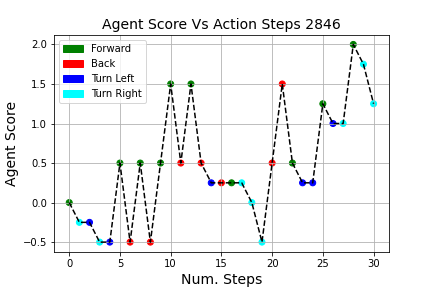 Agent Score Vs Action Steps 2846
Forward
Back
Turn Left
Turn Right
Agent Score
2.0
1.5
1.0
0.5
0.0
−0.5
0 5 10 15 20 25 30
Num. Steps